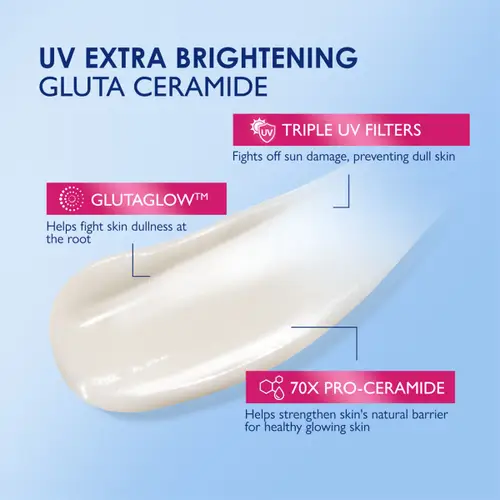 UV EXTRA BRIGHTENING
GLUTA CERAMIDE
UV
TRIPLE UV FILTERS
Fights off sun damage, preventing dull skin
GLUTAGLOW™
Helps fight skin dullness at
the root
70X PRO-CERAMIDE
Helps strengthen skin's natural barrier
for healthy glowing skin